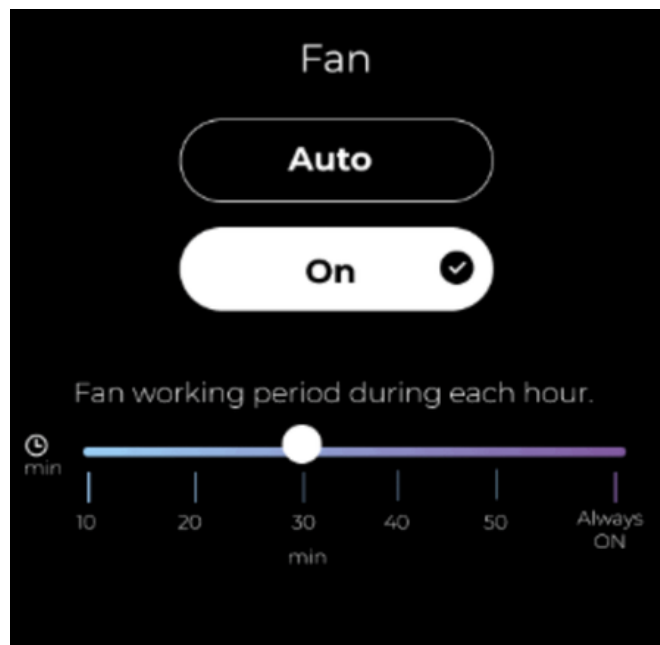 Fan
Auto
On
Fan working period during each hour.
min
10 20 30 40 50 Always ON
min